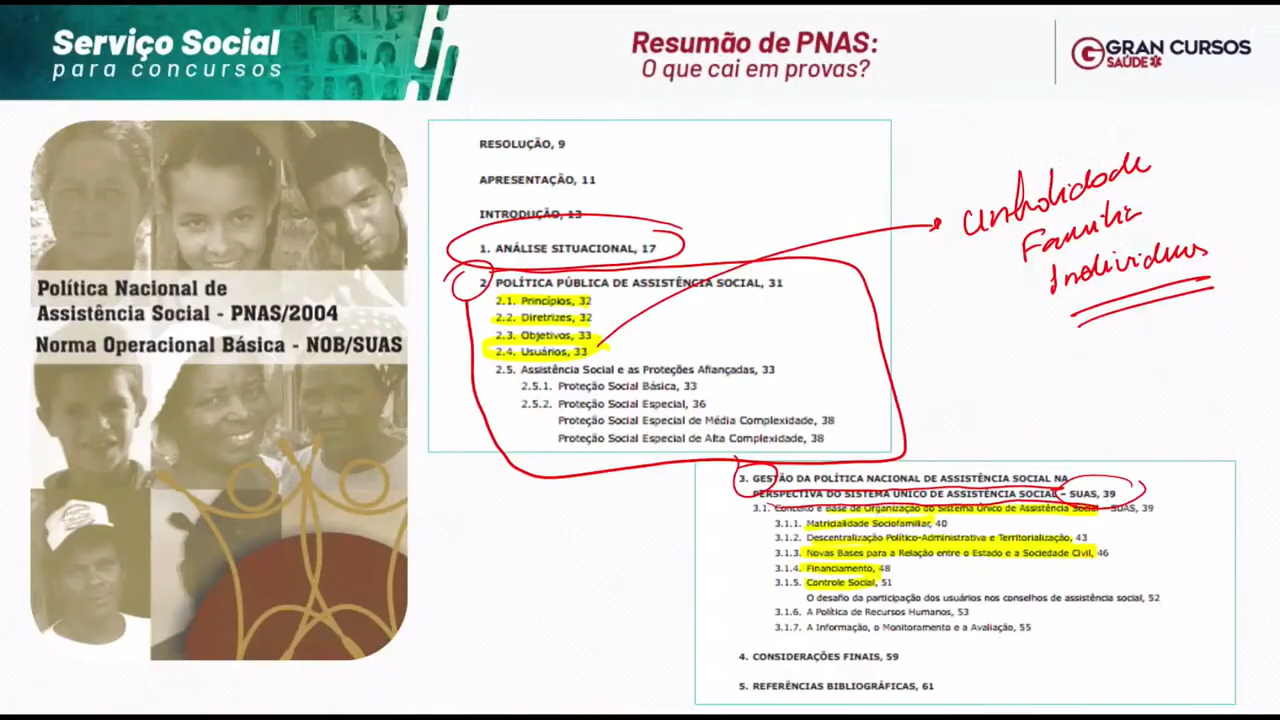 Serviço Social
para concursos
Resumão de PNAS:
O que cai em provas?
GRAN CURSOS
SAÚDE
Política Nacional de
Assistência Social - PNAS/2004
Norma Operacional Básica - NOB/SUAS
RESOLUÇÃO, 9
APRESENTAÇÃO, 11
INTRODUÇÃO, 13
1. ANÁLISE SITUACIONAL, 17
2. POLÍTICA PÚBLICA DE ASSISTÊNCIA SOCIAL, 31
2.1. Princípios, 32
2.2. Diretrizes, 32
2.3. Objetivos, 33
2.4. Usuários, 33
2.5. Assistência Social e as Proteções Afiançadas, 33
2.5.1. Proteção Social Básica, 33
2.5.2. Proteção Social Especial, 36
Proteção Social Especial de Média Complexidade, 38
Proteção Social Especial de Alta Complexidade, 38
Família
Indivíduos
3. GESTÃO DA POLÍTICA NACIONAL DE ASSISTÊNCIA SOCIAL NA
PERSPECTIVA DO SISTEMA ÚNICO DE ASSISTÊNCIA SOCIAL – SUAS, 39
3.1. Conceito e Base de Organização do Sistema Único de Assistência Social – SUAS, 39
3.1.1. Matricialidade Sociofamiliar, 40
3.1.2. Descentralização Político-Administrativa e Territorialização, 43
3.1.3. Novas Bases para a Relação entre o Estado e a Sociedade Civil, 46
3.1.4. Financiamento, 48
3.1.5. Controle Social, 51
O desafio da participação dos usuários nos conselhos de assistência social, 52
3.1.6. A Política de Recursos Humanos, 53
3.1.7. A Informação, o Monitoramento e a Avaliação, 55
4. CONSIDERAÇÕES FINAIS, 59
5. REFERÊNCIAS BIBLIOGRÁFICAS, 61